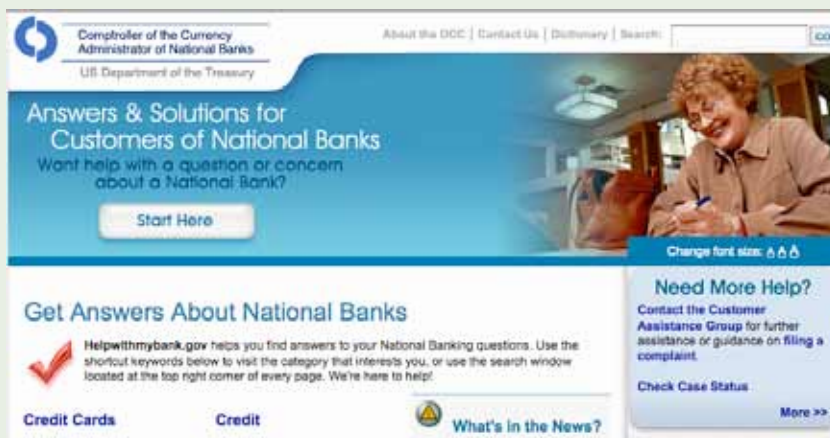 Comptroller of the Currency
Administrator of National Banks
US Department of the Treasury
About the OCC | Contact Us | Dictionary | Search:
Answers & Solutions for
Customers of National Banks
Want help with a question or concern
about a National Bank?
Start Here
Change font size: A A A
Get Answers About National Banks
Helpwithmybank.gov helps you find answers to your National Banking questions. Use the
shortcut keywords below to visit the category that interests you, or use the search window
located at the top right corner of every page. We're here to help!
Need More Help?
Contact the Customer
Assistance Group for further
assistance or guidance on filing a
complaint.
Check Case Status
More >>
Credit Cards
Credit
What's in the News?